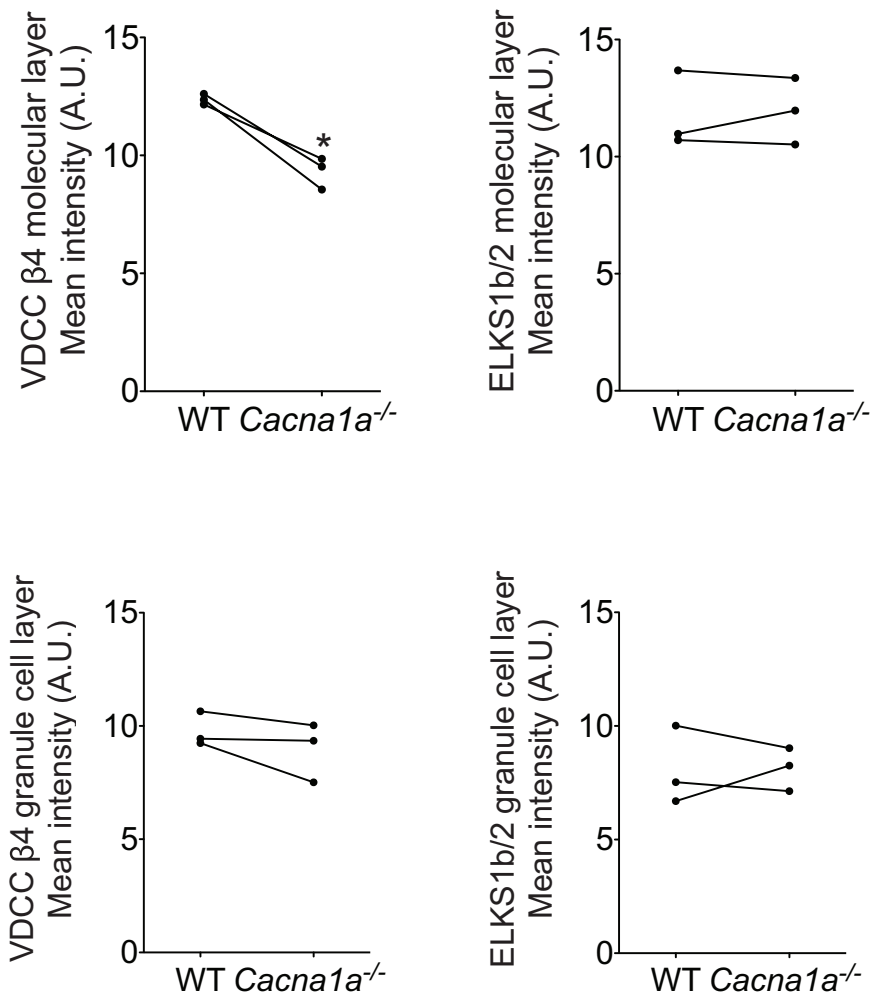 VDCC β4 molecular layer
Mean intensity (A.U.)
15
10
5
0
*
WT Cacna1a-/-
ELKS1b/2 molecular layer
Mean intensity (A.U.)
15
10
5
0
WT Cacna1a-/-
VDCC β4 granule cell layer
Mean intensity (A.U.)
15
10
5
0
WT Cacna1a-/-
ELKS1b/2 granule cell layer
Mean intensity (A.U.)
15
10
5
0
WT Cacna1a-/-